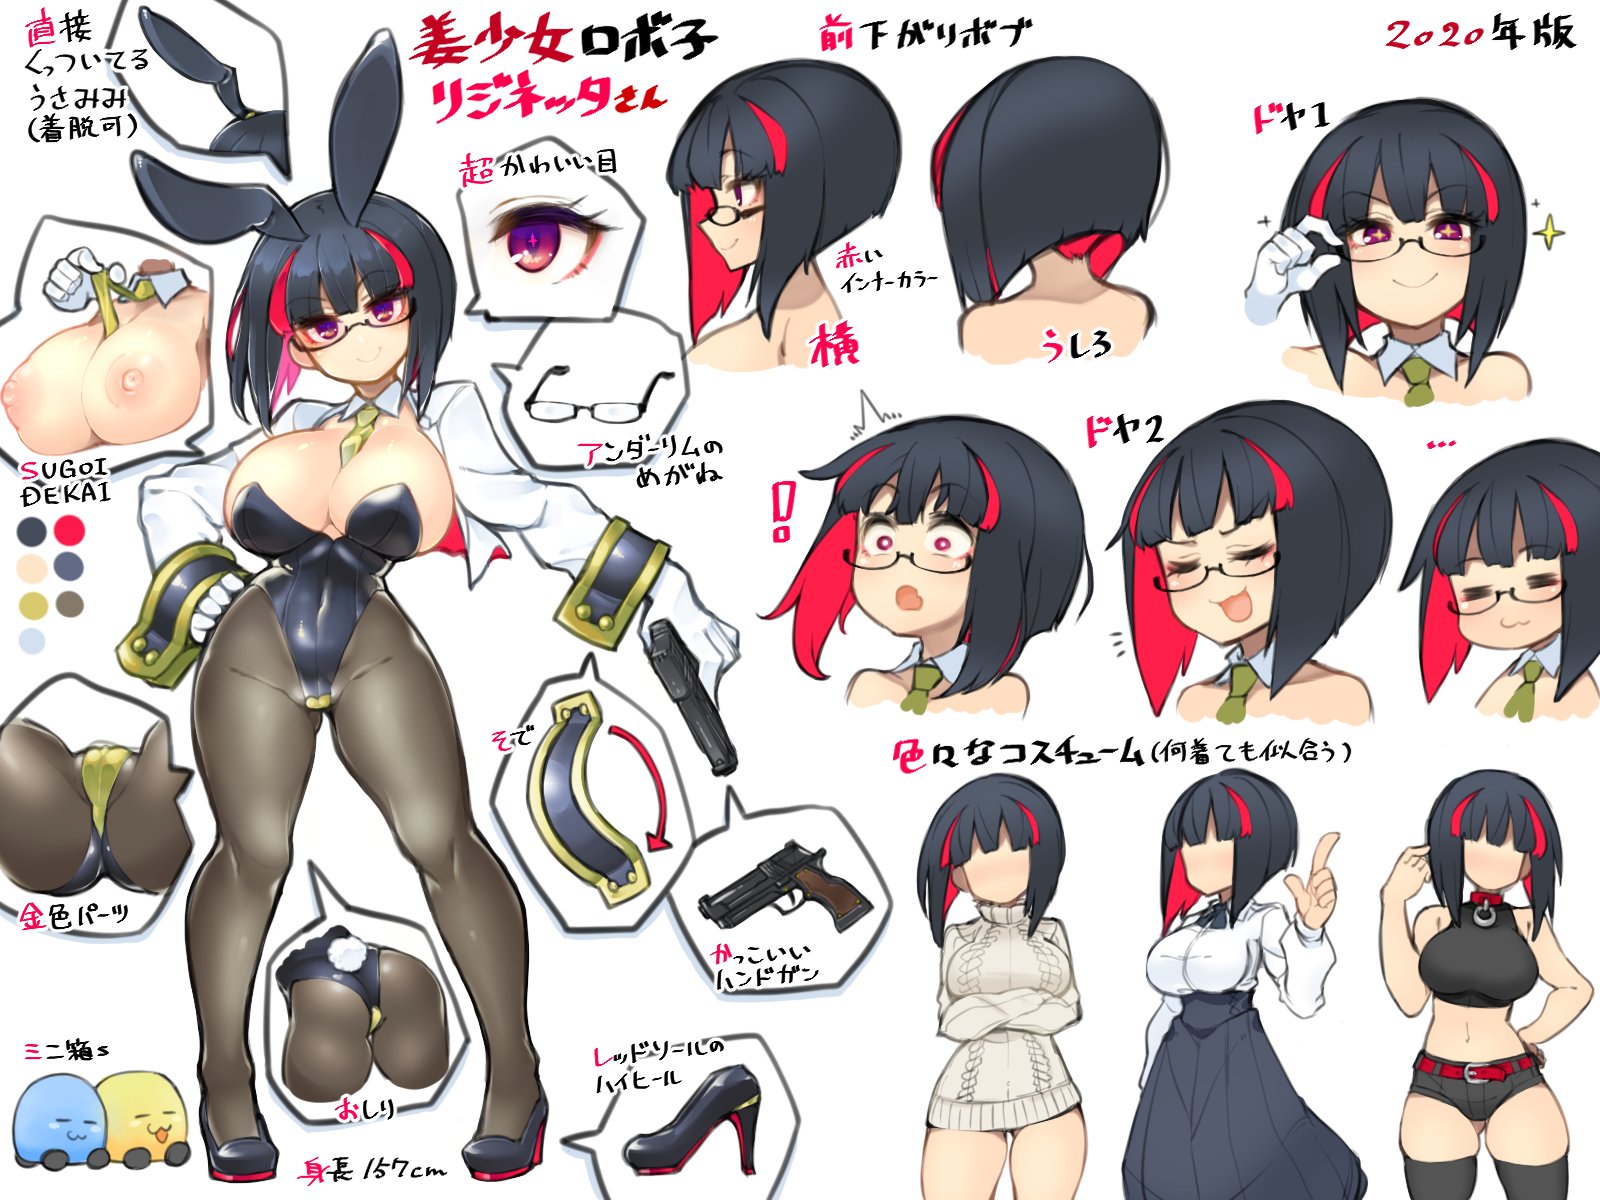 直接
くっついてる
うさみみ
(着脱可)
美少女ロボ子
リジネッタさん
前下がりボブ
2020年版
超かわいい目
赤い
インナーカラー
横
うしろ
ドヤ1
アンダーリムの
めがね
SUGOI
DEKAI
!
ドヤ2
…
そで
色々なコスチューム(何着ても似合う)
金色パーツ
かっこいい
ハンドガン
ミニ箱s
おしり
レッドソールの
ハイヒール
身長157cm